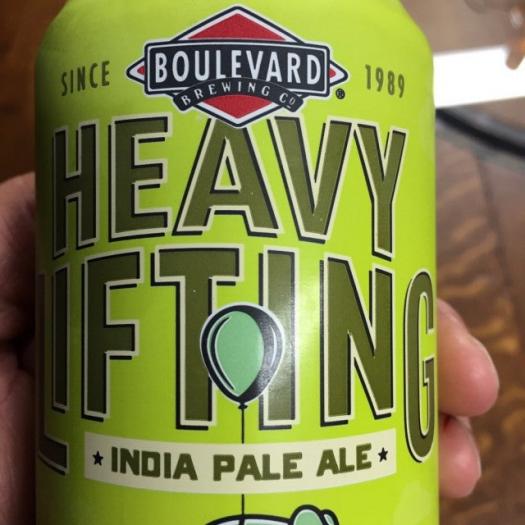 SINCE BOULEVARD 1989
BREWING Co ®
HEAVY
LIFTING
★ INDIA PALE ALE ★